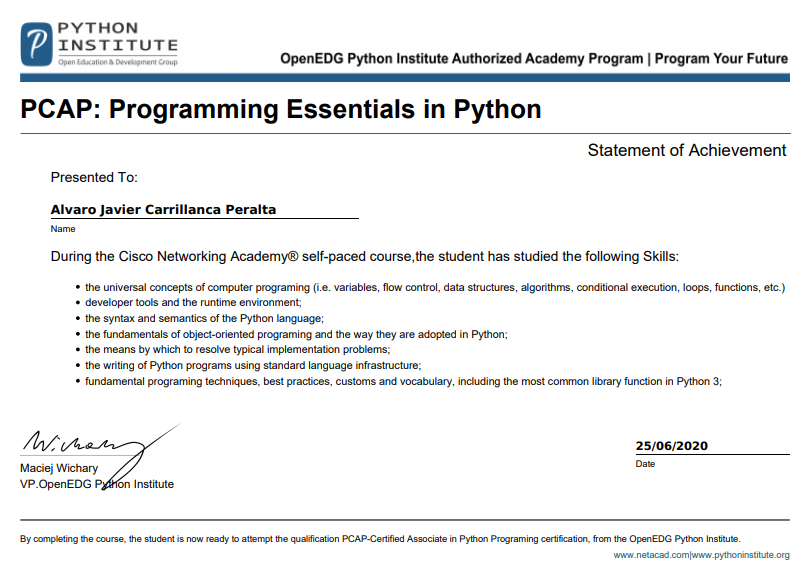 PYTHON
INSTITUTE
Open Education & Development Group
OpenEDG Python Institute Authorized Academy Program | Program Your Future
PCAP: Programming Essentials in Python
Statement of Achievement
Presented To:
Alvaro Javier Carrillanca Peralta
Name
During the Cisco Networking Academy® self-paced course,the student has studied the following Skills:
• the universal concepts of computer programing (i.e. variables, flow control, data structures, algorithms, conditional execution, loops, functions, etc.)
• developer tools and the runtime environment;
• the syntax and semantics of the Python language;
• the fundamentals of object-oriented programing and the way they are adopted in Python;
• the means by which to resolve typical implementation problems;
• the writing of Python programs using standard language infrastructure;
• fundamental programing techniques, best practices, customs and vocabulary, including the most common library function in Python 3;
W.Wichary
Maciej Wichary
VP.OpenEDG Python Institute
25/06/2020
Date
By completing the course, the student is now ready to attempt the qualification PCAP-Certified Associate in Python Programing certification, from the OpenEDG Python Institute.
www.netacad.com|www.pythoninstitute.org